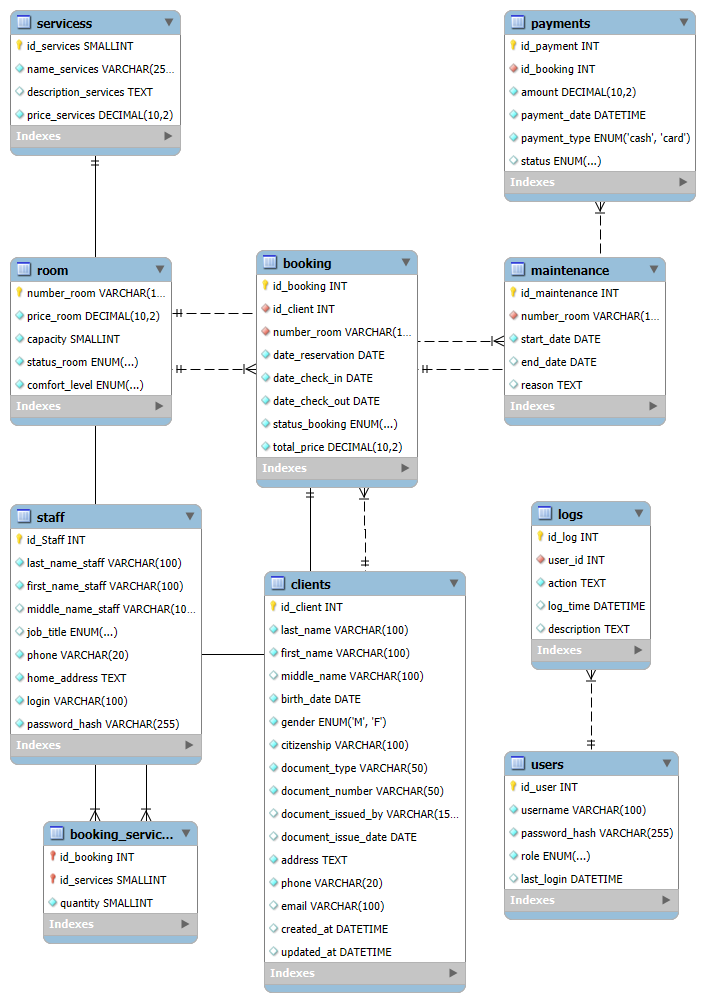 servicess
id_services SMALLINT
name_services VARCHAR(25...
description_services TEXT
price_services DECIMAL(10,2)
Indexes
payments
id_payment INT
id_booking INT
amount DECIMAL(10,2)
payment_date DATETIME
payment_type ENUM('cash', 'card')
status ENUM(...)
Indexes
room
number_room VARCHAR(1...
price_room DECIMAL(10,2)
capacity SMALLINT
status_room ENUM(...)
comfort_level ENUM(...)
Indexes
booking
id_booking INT
id_client INT
number_room VARCHAR(1...
date_reservation DATE
date_check_in DATE
date_check_out DATE
status_booking ENUM(...)
total_price DECIMAL(10,2)
Indexes
maintenance
id_maintenance INT
number_room VARCHAR(1...
start_date DATE
end_date DATE
reason TEXT
Indexes
staff
id_Staff INT
last_name_staff VARCHAR(100)
first_name_staff VARCHAR(100)
middle_name_staff VARCHAR(10...
job_title ENUM(...)
phone VARCHAR(20)
home_address TEXT
login VARCHAR(100)
password_hash VARCHAR(255)
Indexes
clients
id_client INT
last_name VARCHAR(100)
first_name VARCHAR(100)
middle_name VARCHAR(100)
birth_date DATE
gender ENUM('M', 'F')
citizenship VARCHAR(100)
document_type VARCHAR(50)
document_number VARCHAR(50)
document_issued_by VARCHAR(15...
document_issue_date DATE
address TEXT
phone VARCHAR(20)
email VARCHAR(100)
created_at DATETIME
updated_at DATETIME
Indexes
logs
id_log INT
user_id INT
action TEXT
log_time DATETIME
description TEXT
Indexes
users
id_user INT
username VARCHAR(100)
password_hash VARCHAR(255)
role ENUM(...)
last_login DATETIME
Indexes
booking_servic...
id_booking INT
id_services SMALLINT
quantity SMALLINT
Indexes